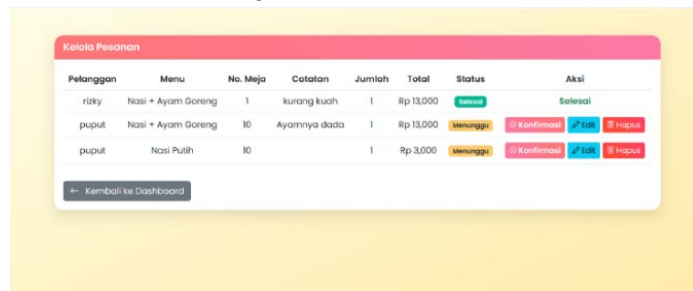 Kelola Pesanan
Pelanggan Menu No. Meja Catatan Jumlah Total Status Aksi
rizky Nasi + Ayam Goreng 1 kurang kuah 1 Rp 13,000 Selesai Selesai
puput Nasi + Ayam Goreng 10 Ayamnya dada 1 Rp 13,000 Menunggu Konfirmasi Edit Hapus
puput Nasi Putih 10 1 Rp 3,000 Menunggu Konfirmasi Edit Hapus
← Kembali ke Dashboard